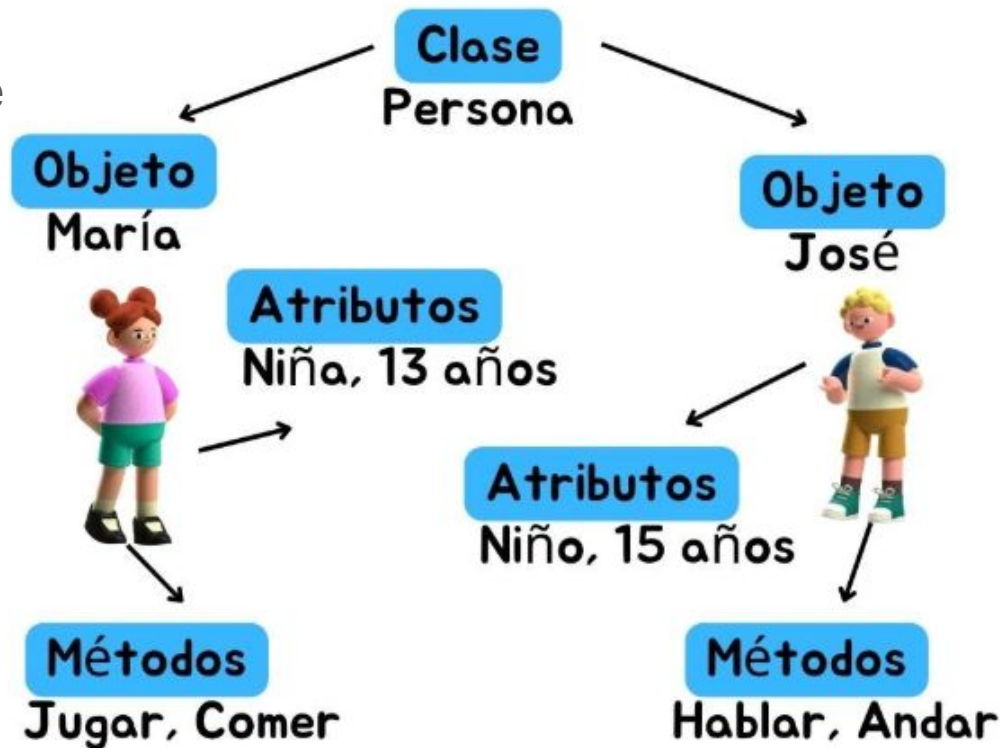 Clase
Persona
e
Objeto
María
Objeto
José
Atributos
Niña, 13 años
Atributos
Niño, 15 años
Métodos
Jugar, Comer
Métodos
Hablar, Andar